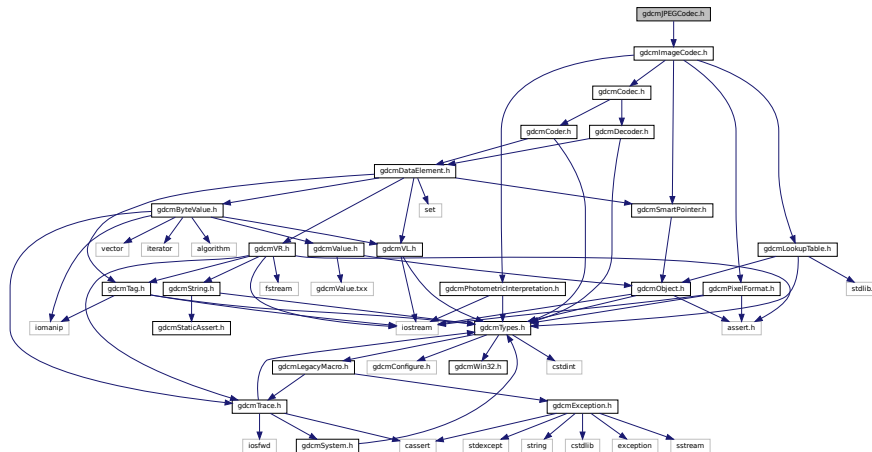 gdcmJPEGCodec.h
gdcmImageCodec.h
gdcmCodec.h
gdcmCoder.h
gdcmDecoder.h
gdcmDataElement.h
gdcmByteValue.h
set
gdcmSmartPointer.h
vector
iterator
algorithm
gdcmVR.h
gdcmValue.h
gdcmVL.h
gdcmLookupTable.h
gdcmTag.h
gdcmString.h
fstream
gdcmValue.txx
gdcmPhotometricInterpretation.h
gdcmObject.h
gdcmPixelFormat.h
stdlib.
iomanip
gdcmStaticAssert.h
iostream
gdcmTypes.h
assert.h
gdcmLegacyMacro.h
gdcmConfigure.h
gdcmWin32.h
cstdint
gdcmTrace.h
gdcmException.h
iosfwd
gdcmSystem.h
cassert
stdexcept
string
cstdlib
exception
sstream